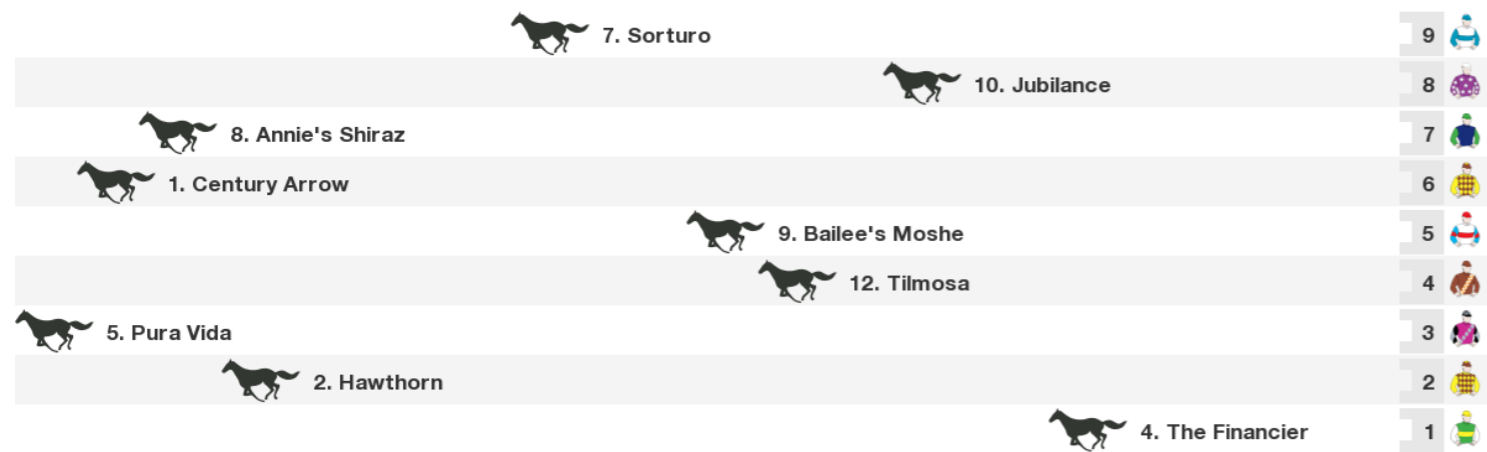 7. Sorturo 9
10. Jubilance 8
8. Annie's Shiraz 7
1. Century Arrow 6
9. Bailee's Moshe 5
12. Tilmosa 4
5. Pura Vida 3
2. Hawthorn 2
4. The Financier 1